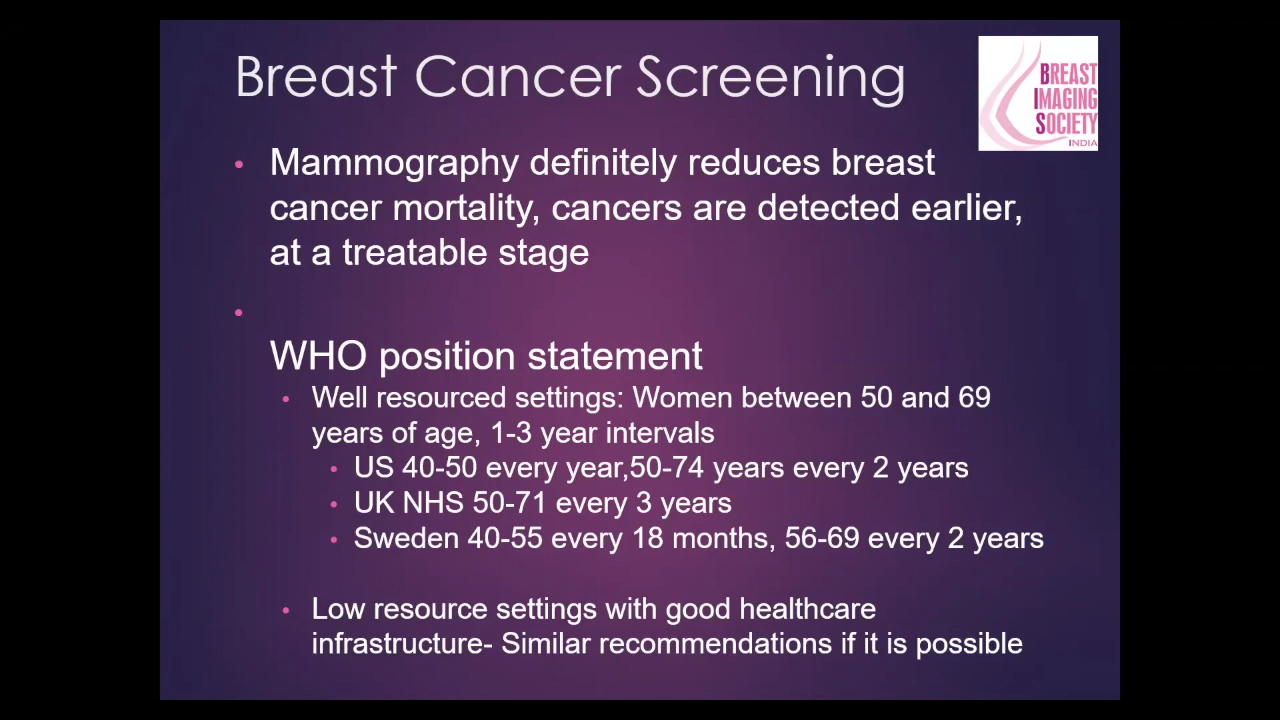 Breast Cancer Screening
BREAST
IMAGING
SOCIETY
INDIA
• Mammography definitely reduces breast
cancer mortality, cancers are detected earlier,
at a treatable stage
•
WHO position statement
• Well resourced settings: Women between 50 and 69
years of age, 1-3 year intervals
• US 40-50 every year,50-74 years every 2 years
• UK NHS 50-71 every 3 years
• Sweden 40-55 every 18 months, 56-69 every 2 years
• Low resource settings with good healthcare
infrastructure- Similar recommendations if it is possible